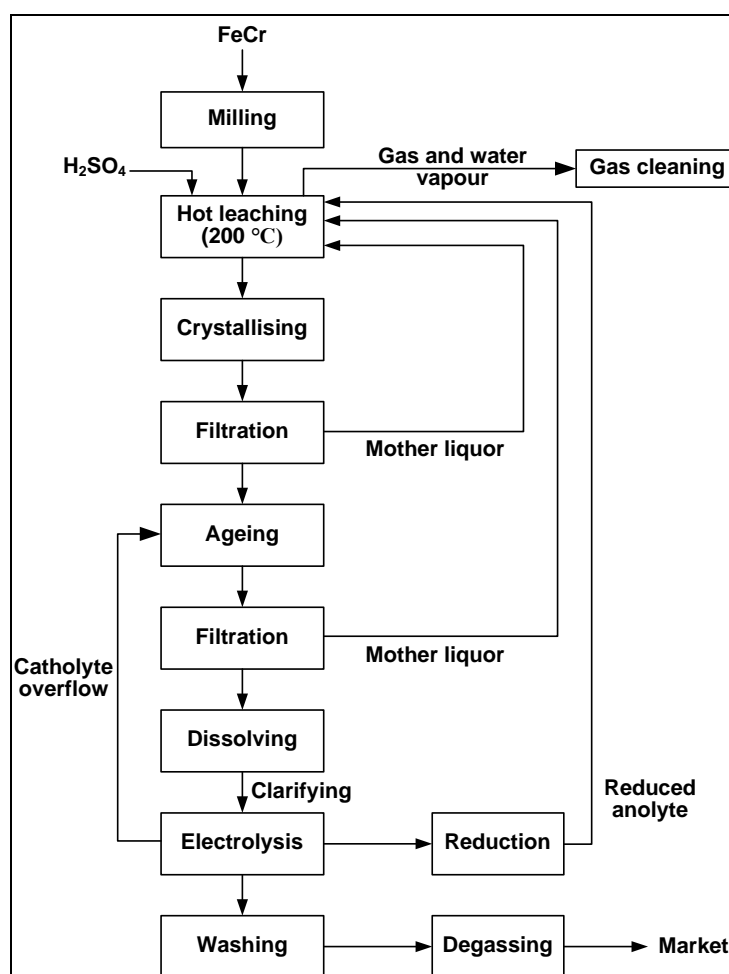 FeCr
Milling
H₂SO₄
Gas and water
vapour
Gas cleaning
Hot leaching
(200 °C)
Crystallising
Filtration
Mother liquor
Ageing
Filtration
Mother liquor
Catholyte
overflow
Dissolving
Clarifying
Reduced
anolyte
Electrolysis
Reduction
Washing
Degassing
Market